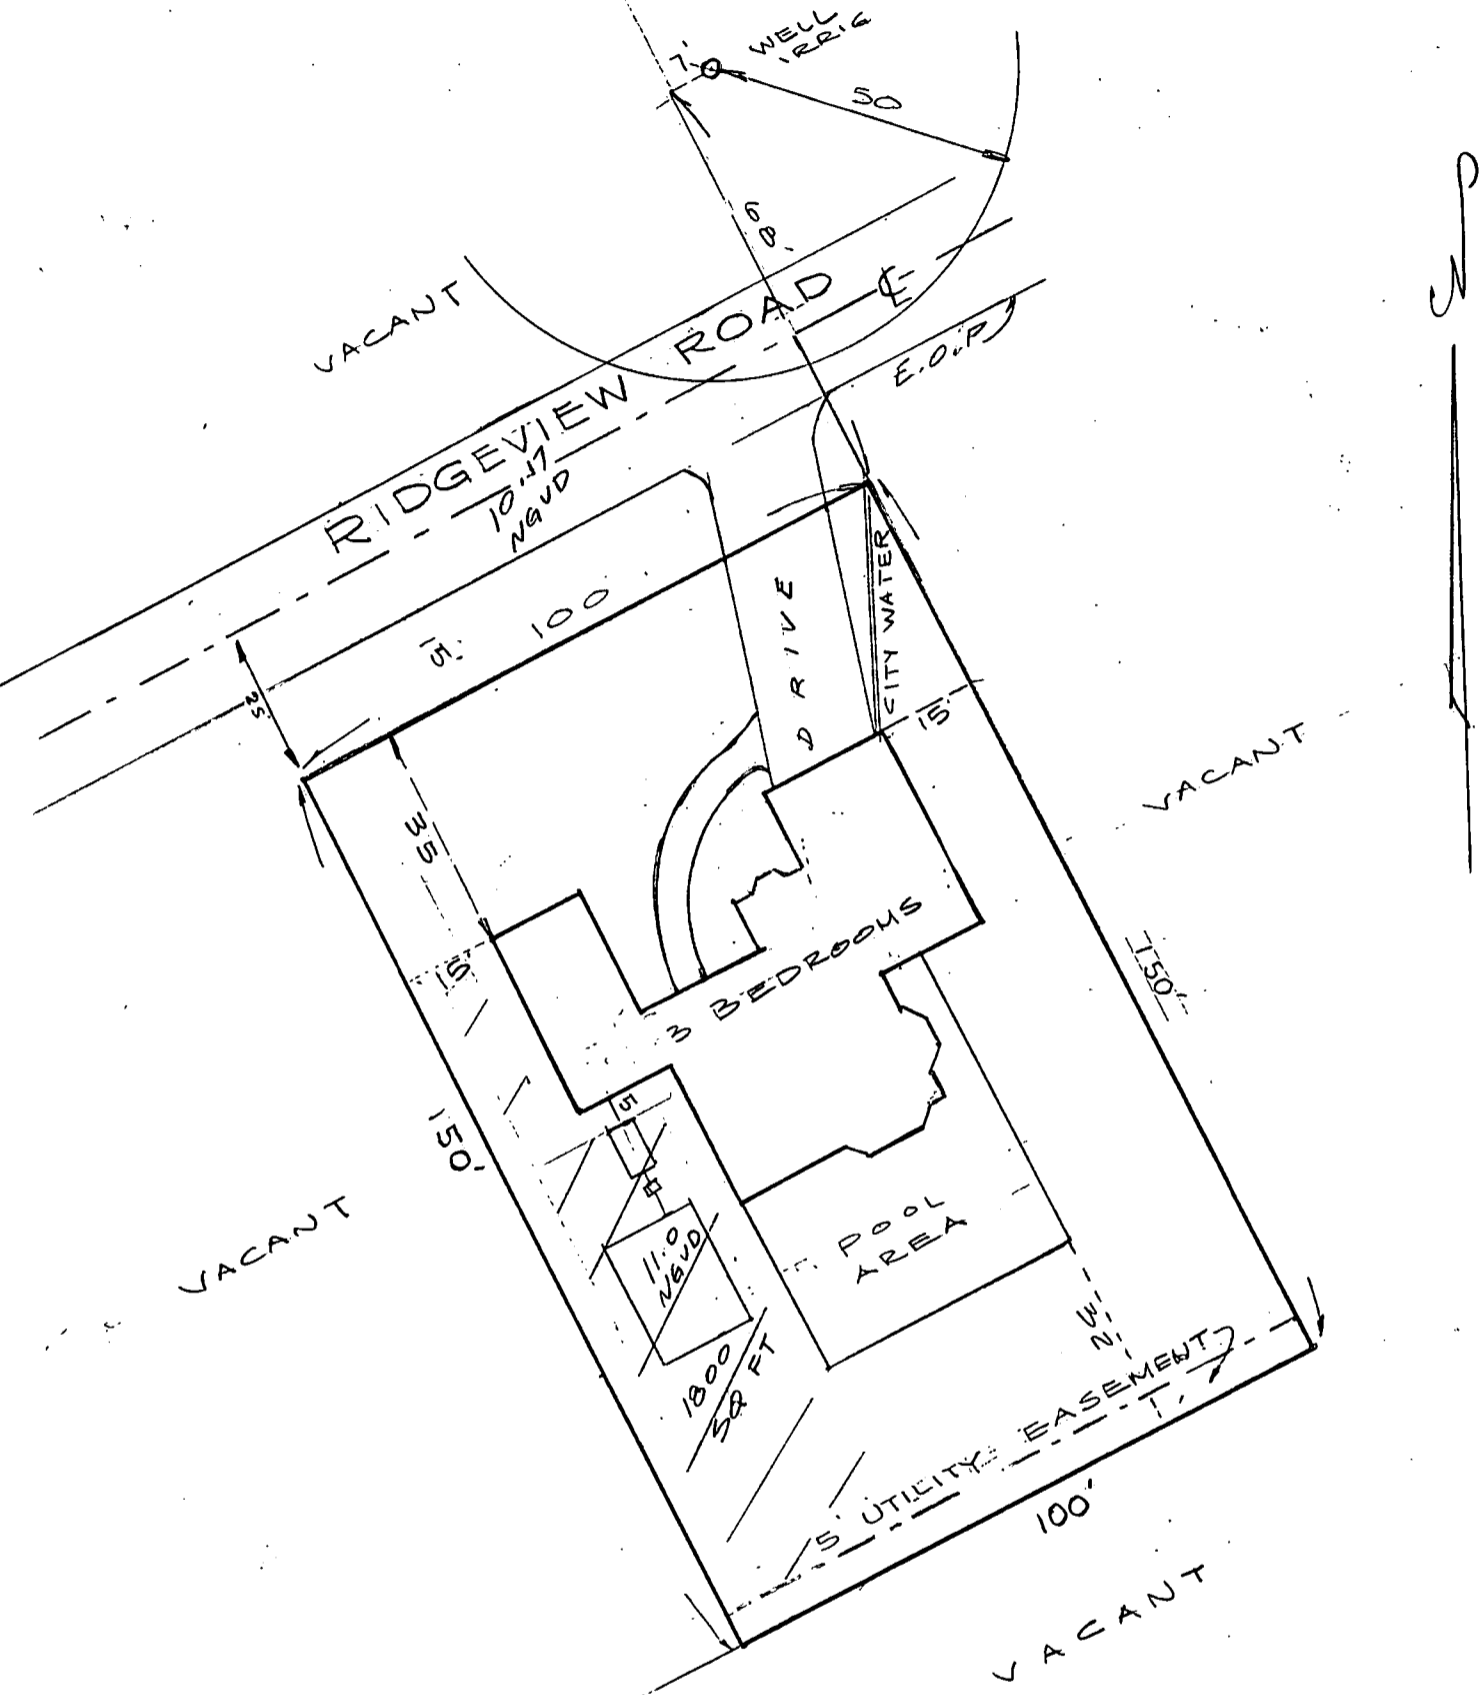 WELL
IRRIG
7'
50
68'
N
VACANT
RIDGEVIEW ROAD
℄
E.O.P
10.17
NGVD
15'
100
25'
DRIVE
CITY WATER
15'
35
15'
VACANT
3 BEDROOMS
150'
150'
5
VACANT
11.0
NGVD
POOL
AREA
32
1800
SQ FT
5' UTILITY EASEMENT
100'
VACANT